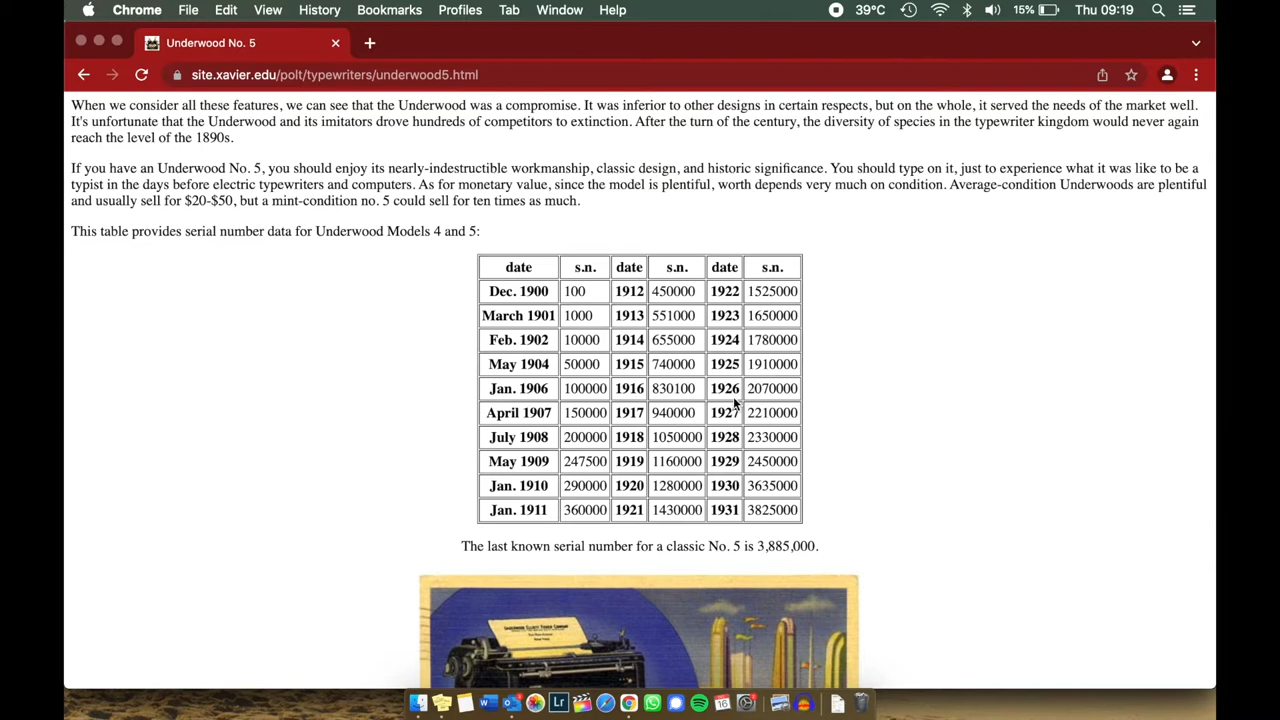 Chrome File Edit View History Bookmarks Profiles Tab Window Help 39°C 15% Thu 09:19
Underwood No. 5
site.xavier.edu/polt/typewriters/underwood5.html
When we consider all these features, we can see that the Underwood was a compromise. It was inferior to other designs in certain respects, but on the whole, it served the needs of the market well.
It's unfortunate that the Underwood and its imitators drove hundreds of competitors to extinction. After the turn of the century, the diversity of species in the typewriter kingdom would never again
reach the level of the 1890s.
If you have an Underwood No. 5, you should enjoy its nearly-indestructible workmanship, classic design, and historic significance. You should type on it, just to experience what it was like to be a
typist in the days before electric typewriters and computers. As for monetary value, since the model is plentiful, worth depends very much on condition. Average-condition Underwoods are plentiful
and usually sell for $20-$50, but a mint-condition no. 5 could sell for ten times as much.
This table provides serial number data for Underwood Models 4 and 5:
date s.n. date s.n. date s.n.
Dec. 1900 100 1912 450000 1922 1525000
March 1901 1000 1913 551000 1923 1650000
Feb. 1902 10000 1914 655000 1924 1780000
May 1904 50000 1915 740000 1925 1910000
Jan. 1906 100000 1916 830100 1926 2070000
April 1907 150000 1917 940000 1927 2210000
July 1908 200000 1918 1050000 1928 2330000
May 1909 247500 1919 1160000 1929 2450000
Jan. 1910 290000 1920 1280000 1930 3635000
Jan. 1911 360000 1921 1430000 1931 3825000
The last known serial number for a classic No. 5 is 3,885,000.
Lr